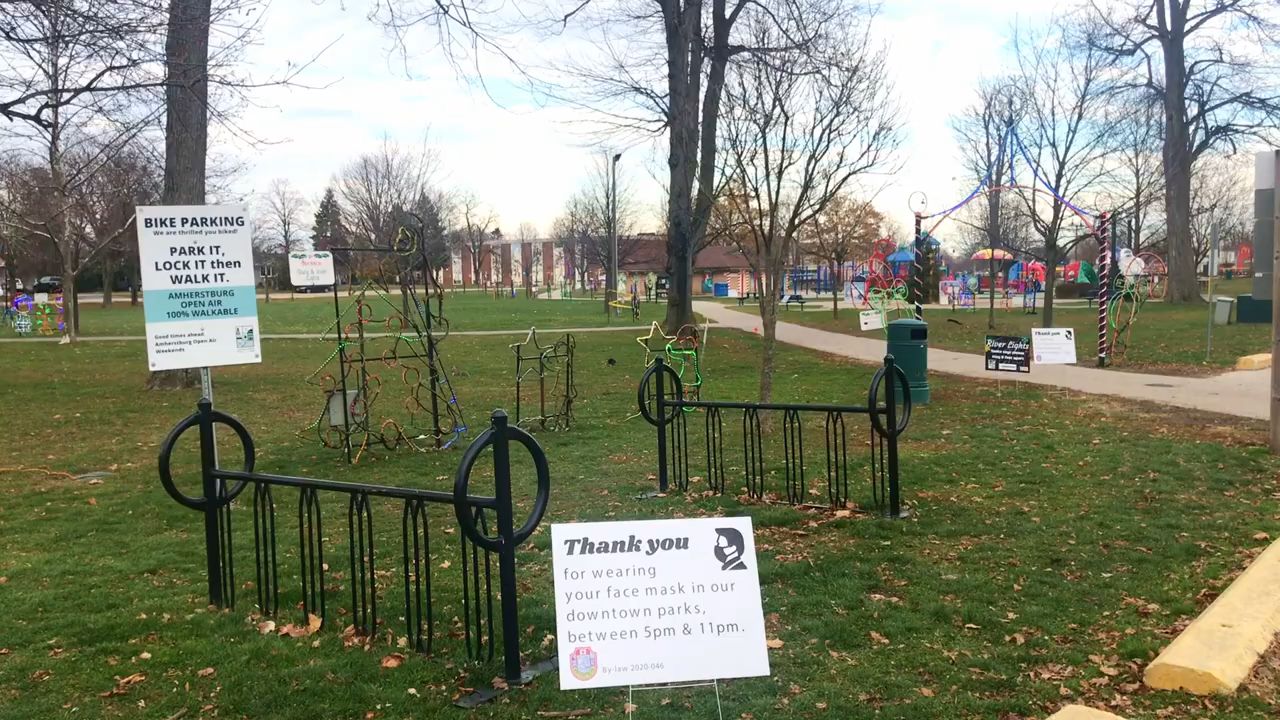 BIKE PARKING
We are thrilled you biked!
PARK IT,
LOCK IT then
WALK IT.
AMHERSTBURG
OPEN AIR
100% WALKABLE
Good times ahead
Amherstburg Open Air
Weekends
River Lights
Thank you
Thank you
for wearing
your face mask in our
downtown parks,
between 5pm & 11pm.
By-law 2020-046